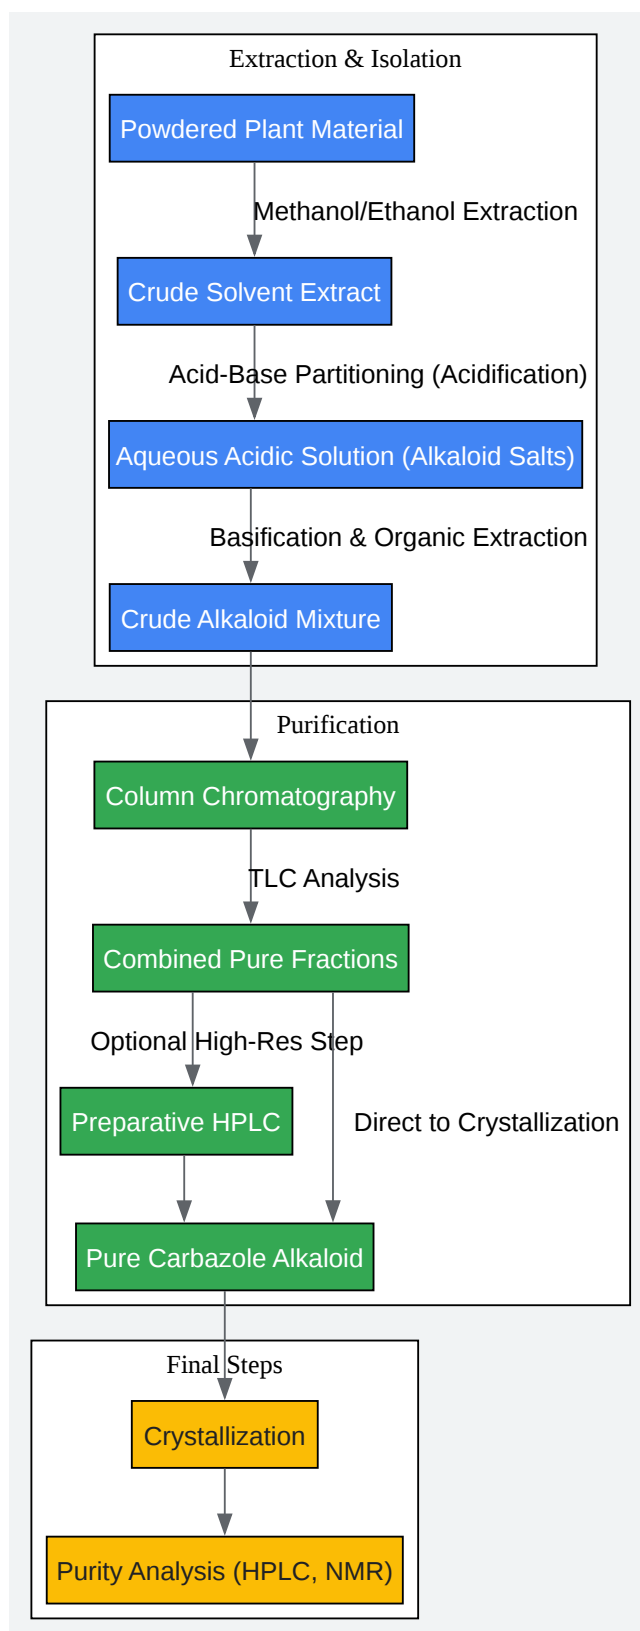 Extraction & Isolation
Powdered Plant Material
Methanol/Ethanol Extraction
Crude Solvent Extract
Acid-Base Partitioning (Acidification)
Aqueous Acidic Solution (Alkaloid Salts)
Basification & Organic Extraction
Crude Alkaloid Mixture
Purification
Column Chromatography
TLC Analysis
Combined Pure Fractions
Optional High-Res Step
Preparative HPLC
Direct to Crystallization
Pure Carbazole Alkaloid
Final Steps
Crystallization
Purity Analysis (HPLC, NMR)